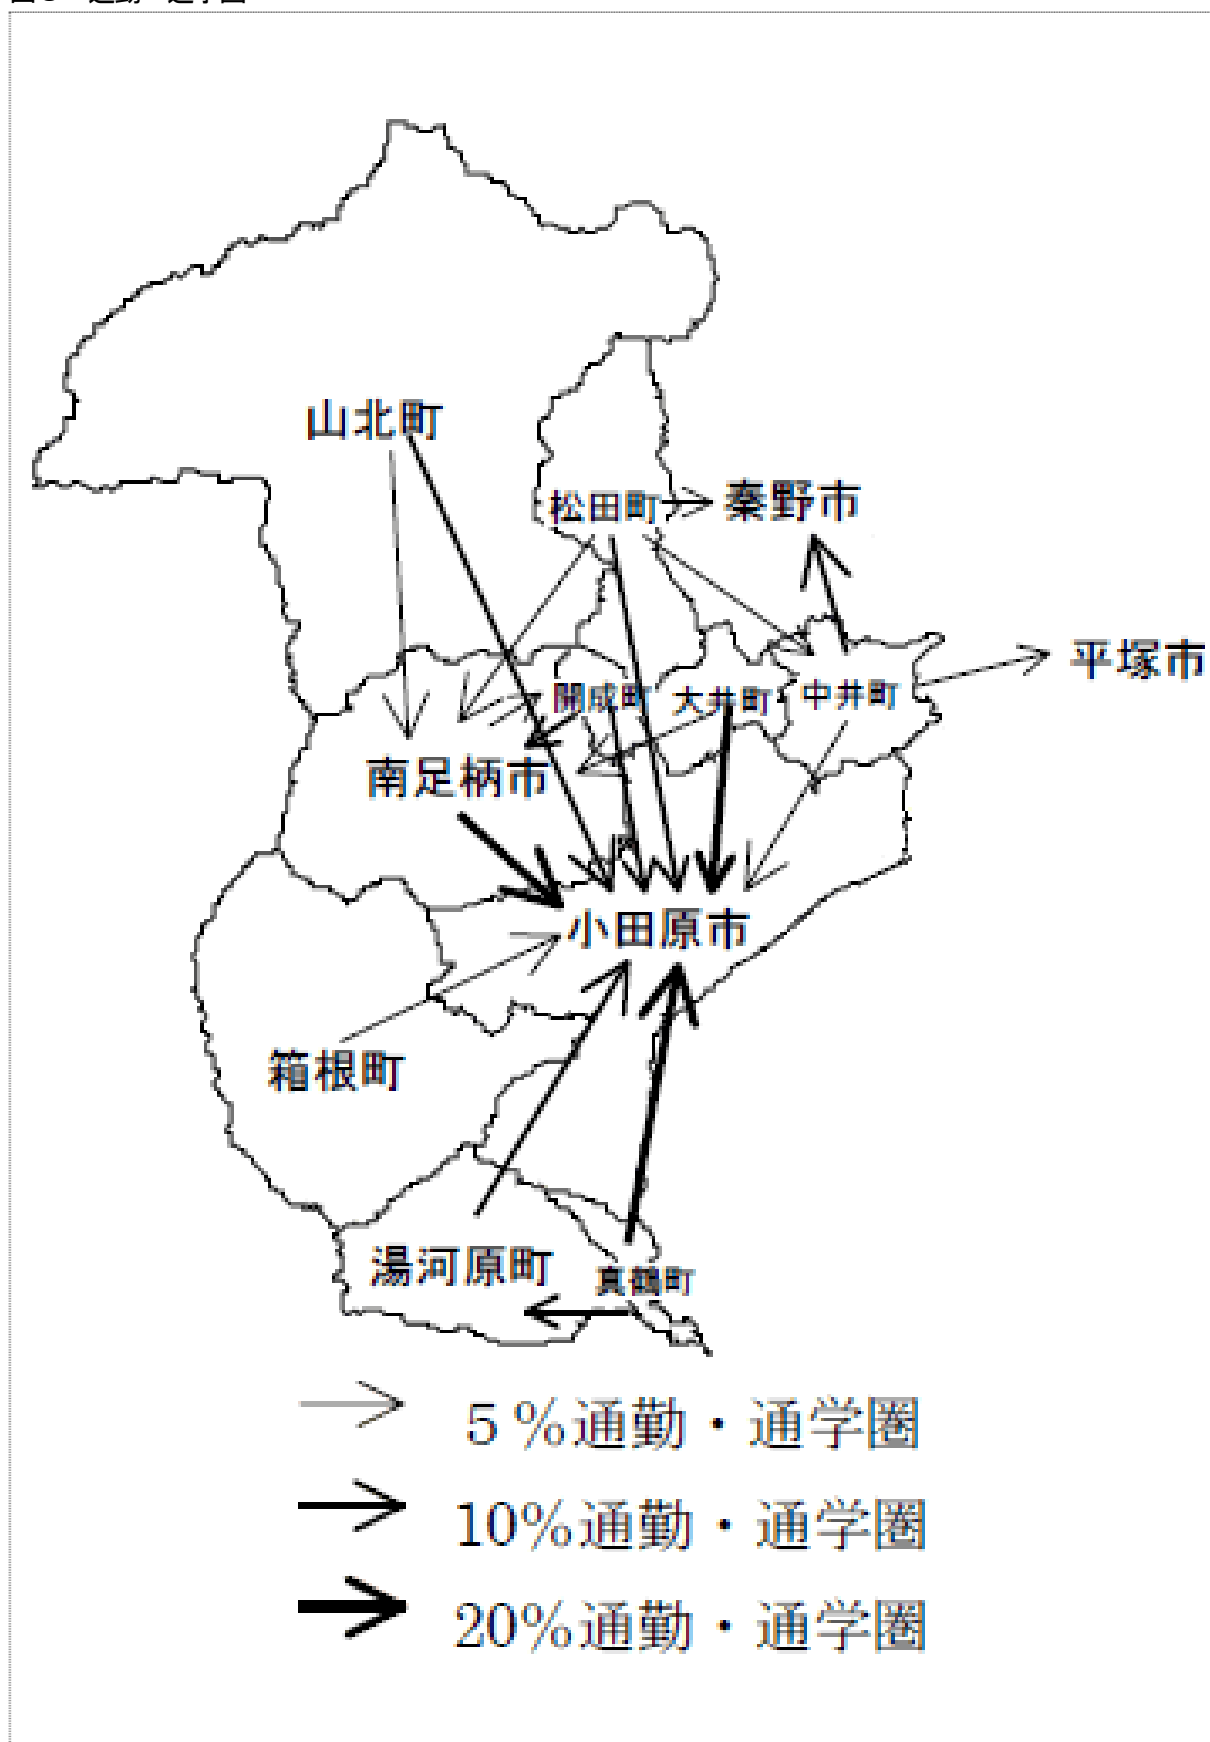 山北町
松田町
秦野市
平塚市
開成町
大井町
中井町
南足柄市
小田原市
箱根町
湯河原町
真鶴町
5%通勤・通学圏
10%通勤・通学圏
20%通勤・通学圏